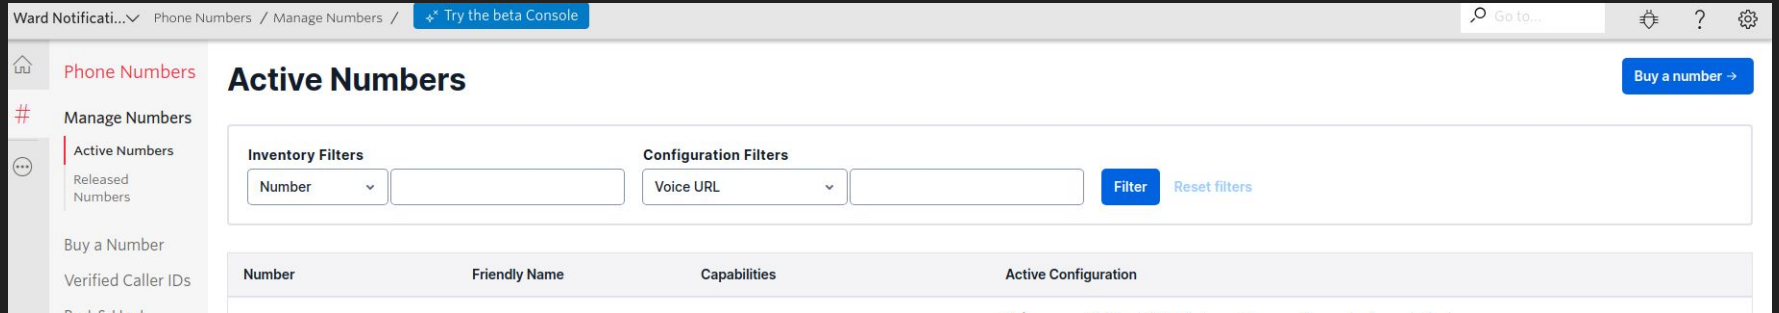 Ward Notificati... Phone Numbers / Manage Numbers / Try the beta Console Go to... ?
Phone Numbers
Active Numbers
Buy a number →
# Manage Numbers
Active Numbers
Released
Numbers
Inventory Filters Configuration Filters
Number Voice URL Filter Reset filters
Buy a Number
Verified Caller IDs
Number Friendly Name Capabilities Active Configuration